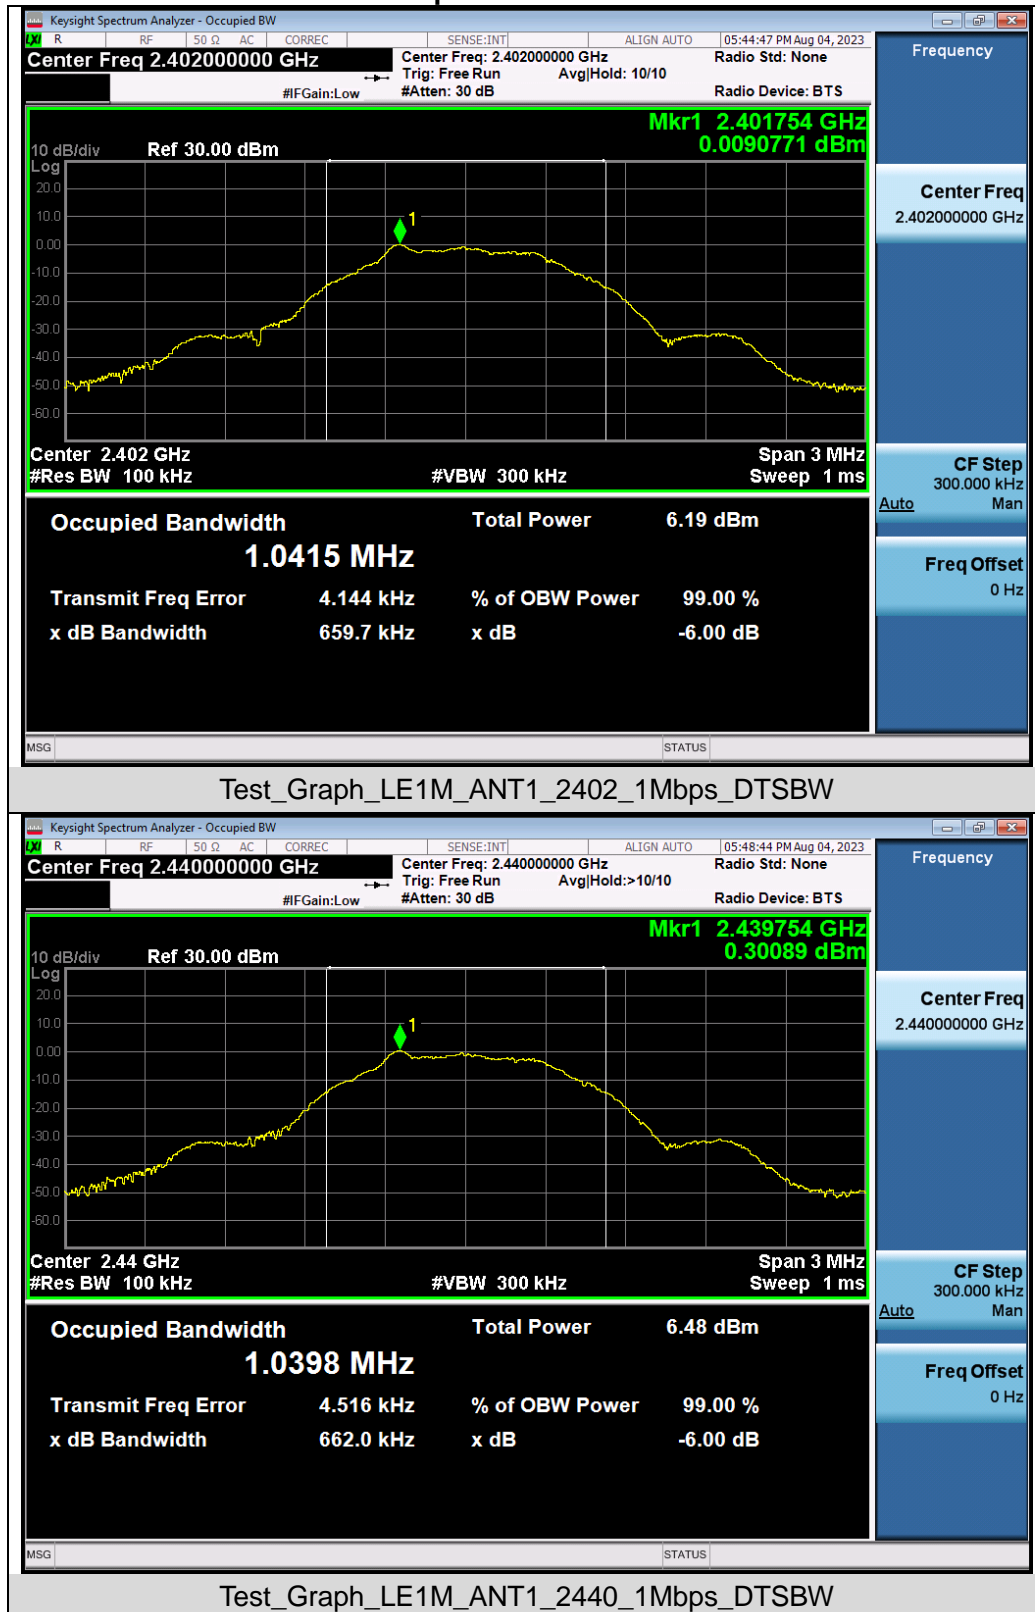 Keysight Spectrum Analyzer - Occupied BW
LXI R RF 50 Ω AC CORREC SENSE:INT ALIGN AUTO 05:44:47 PM Aug 04, 2023
Center Freq 2.402000000 GHz
Center Freq: 2.402000000 GHz
Radio Std: None
Trig: Free Run Avg|Hold: 10/10
#IFGain:Low #Atten: 30 dB Radio Device: BTS
Frequency
Mkr1 2.401754 GHz
0.0090771 dBm
10 dB/div Ref 30.00 dBm
Log
20.0
10.0
0.00
-10.0
-20.0
-30.0
-40.0
-50.0
-60.0
1
Center 2.402 GHz Span 3 MHz
#Res BW 100 kHz #VBW 300 kHz Sweep 1 ms
Center Freq
2.402000000 GHz
CF Step
300.000 kHz
Auto Man
Freq Offset
0 Hz
Occupied Bandwidth Total Power 6.19 dBm
1.0415 MHz
Transmit Freq Error 4.144 kHz % of OBW Power 99.00 %
x dB Bandwidth 659.7 kHz x dB -6.00 dB
MSG STATUS
Test_Graph_LE1M_ANT1_2402_1Mbps_DTSBW
Keysight Spectrum Analyzer - Occupied BW
LXI R RF 50 Ω AC CORREC SENSE:INT ALIGN AUTO 05:48:44 PM Aug 04, 2023
Center Freq 2.440000000 GHz
Center Freq: 2.440000000 GHz
Radio Std: None
Trig: Free Run Avg|Hold:>10/10
#IFGain:Low #Atten: 30 dB Radio Device: BTS
Frequency
Mkr1 2.439754 GHz
0.30089 dBm
10 dB/div Ref 30.00 dBm
Log
20.0
10.0
0.00
-10.0
-20.0
-30.0
-40.0
-50.0
-60.0
1
Center 2.44 GHz Span 3 MHz
#Res BW 100 kHz #VBW 300 kHz Sweep 1 ms
Center Freq
2.440000000 GHz
CF Step
300.000 kHz
Auto Man
Freq Offset
0 Hz
Occupied Bandwidth Total Power 6.48 dBm
1.0398 MHz
Transmit Freq Error 4.516 kHz % of OBW Power 99.00 %
x dB Bandwidth 662.0 kHz x dB -6.00 dB
MSG STATUS
Test_Graph_LE1M_ANT1_2440_1Mbps_DTSBW